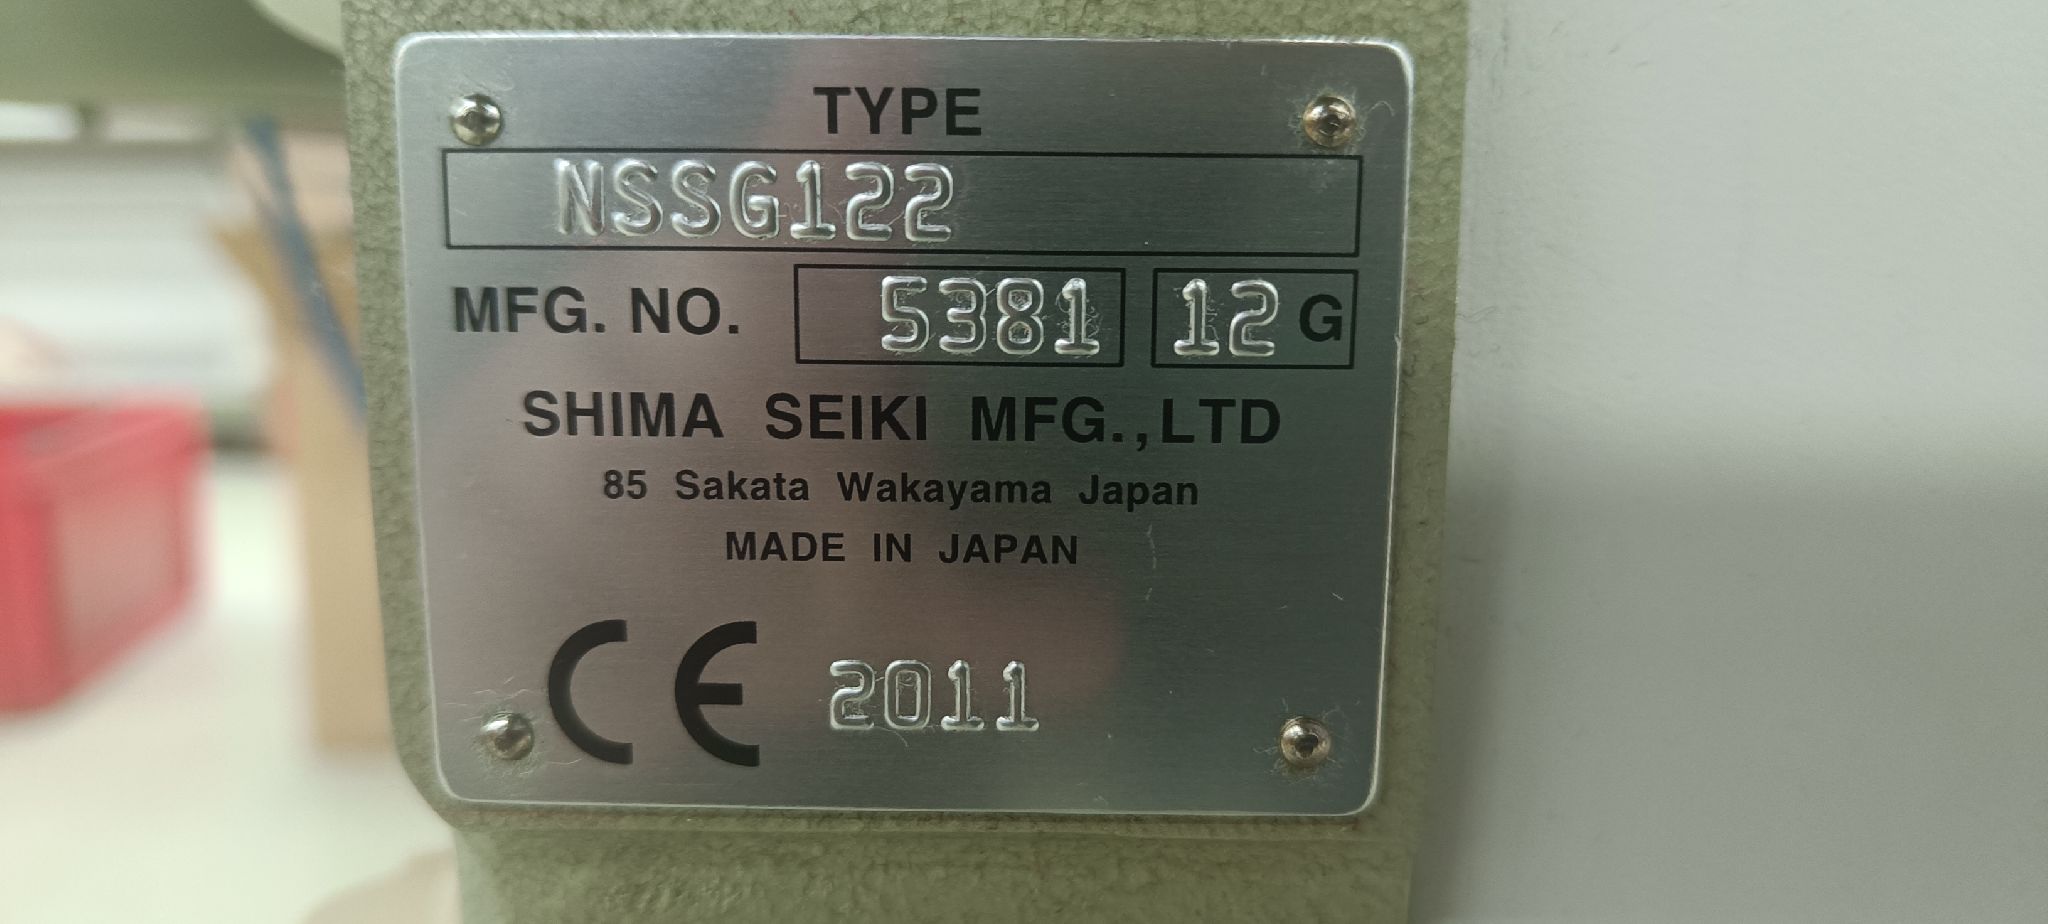 TYPE
NSSG122
MFG. NO. 5381 12 G
SHIMA SEIKI MFG.,LTD
85 Sakata Wakayama Japan
MADE IN JAPAN
CE 2011